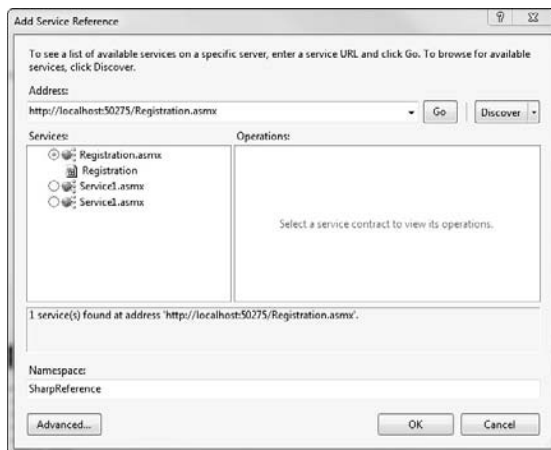 Add Service Reference
To see a list of available services on a specific server, enter a service URL and click Go. To browse for available
services, click Discover.
Address:
http://localhost:50275/Registration.asmx
Go
Discover
Services:
Operations:
Registration.asmx
Registration
Service1.asmx
Service1.asmx
Select a service contract to view its operations.
1 service(s) found at address 'http://localhost:50275/Registration.asmx'.
Namespace:
SharpReference
Advanced...
OK
Cancel